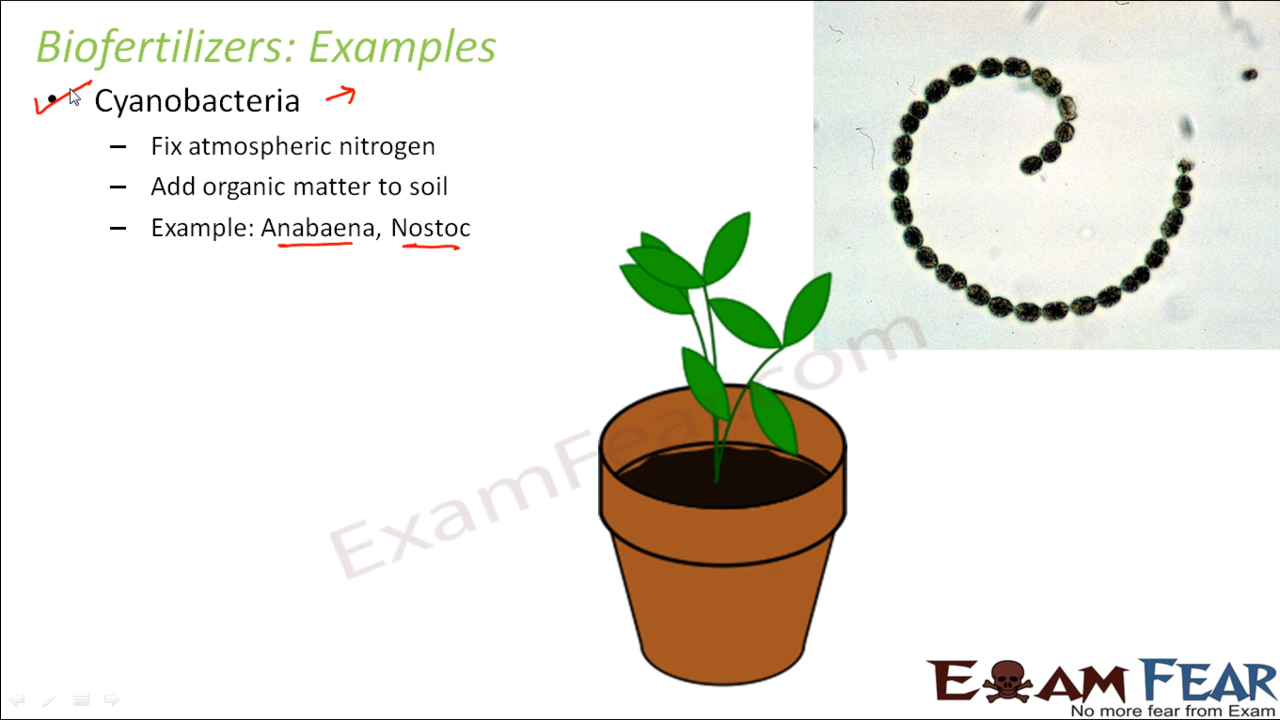 Biofertilizers: Examples
• Cyanobacteria
– Fix atmospheric nitrogen
– Add organic matter to soil
– Example: Anabaena, Nostoc
ExamFear.com
EXAM FEAR
No more fear from Exam